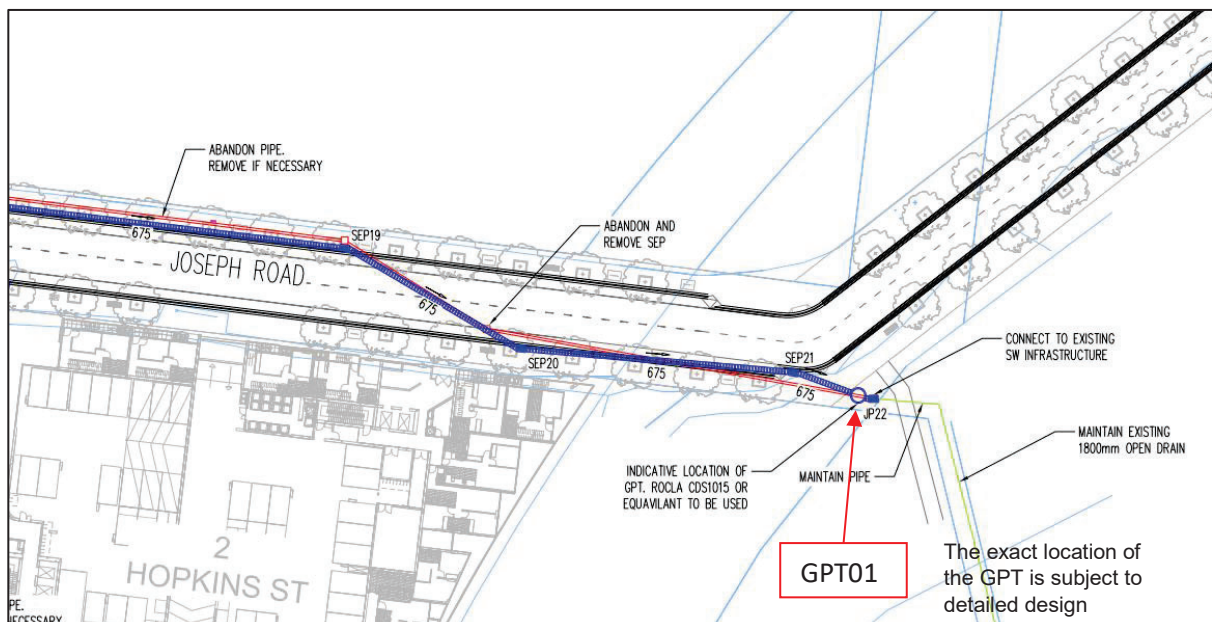 ABANDON PIPE.
REMOVE IF NECESSARY
675
SEP19
ABANDON AND
REMOVE SEP
JOSEPH ROAD
675
SEP20
675
SEP21
675
JP22
CONNECT TO EXISTING
SW INFRASTRUCTURE
INDICATIVE LOCATION OF
GPT. ROCLA CDS1015 OR
EQUAVILANT TO BE USED
MAINTAIN PIPE
MAINTAIN EXISTING
1800mm OPEN DRAIN
2
HOPKINS ST
GPT01
The exact location of
the GPT is subject to
detailed design
PE.
NECESSARY